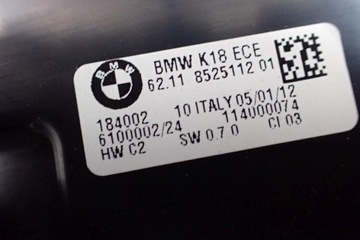 BMW
BMW K18 ECE
62.11 8525112 01
184002 10 ITALY 05/01/12
6100002/24 114000074
HW C2 SW 0.7.0 CI 03